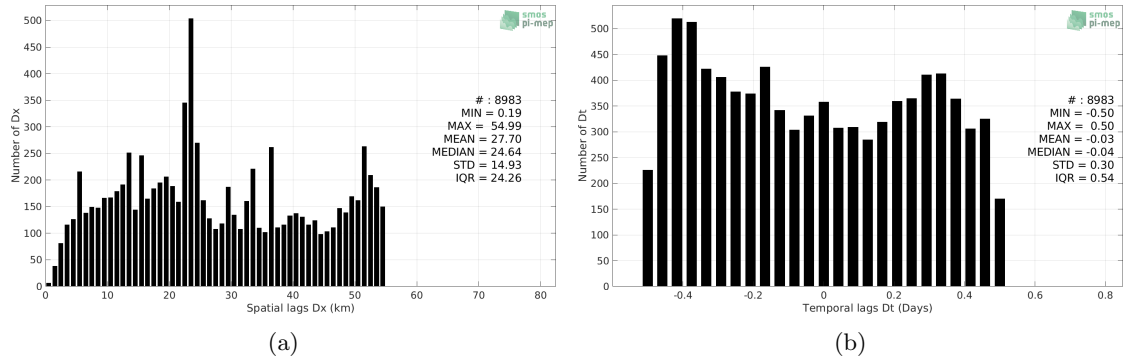 500
450
400
350
300
250
200
150
100
50
0
Number of Dx
smos
pi-mep
# : 8983
MIN = 0.19
MAX = 54.99
MEAN = 27.70
MEDIAN = 24.64
STD = 14.93
IQR = 24.26
0 10 20 30 40 50 60 70 80
Spatial lags Dx (km)
(a)
500
450
400
350
300
250
200
150
100
50
0
Number of Dt
smos
pi-mep
# : 8983
MIN = -0.50
MAX = 0.50
MEAN = -0.03
MEDIAN = -0.04
STD = 0.30
IQR = 0.54
-0.4 -0.2 0 0.2 0.4 0.6 0.8
Temporal lags Dt (Days)
(b)